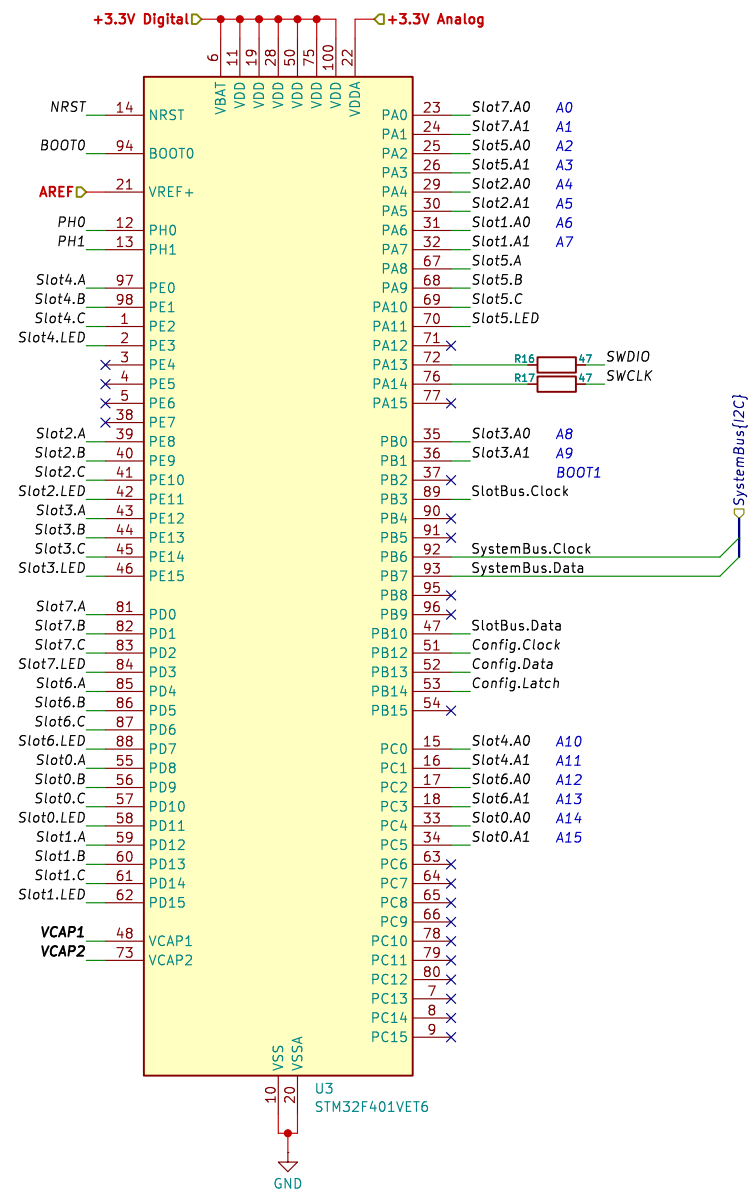 +3.3V Digital +3.3V Analog
6 11 19 28 50 75 100 22
VBAT VDD VDD VDD VDD VDD VDD VDDA
NRST 14 NRST PA0 23 Slot7.A0 A0
PA1 24 Slot7.A1 A1
BOOT0 94 BOOT0 PA2 25 Slot5.A0 A2
PA3 26 Slot5.A1 A3
AREF 21 VREF+ PA4 29 Slot2.A0 A4
PA5 30 Slot2.A1 A5
PH0 12 PH0 PA6 31 Slot1.A0 A6
PH1 13 PH1 PA7 32 Slot1.A1 A7
PA8 67 Slot5.A
Slot4.A 97 PE0 PA9 68 Slot5.B
Slot4.B 98 PE1 PA10 69 Slot5.C
Slot4.C 1 PE2 PA11 70 Slot5.LED
Slot4.LED 2 PE3 PA12 71
3 PE4 PA13 72 R16 47 SWDIO
4 PE5 PA14 76 R17 47 SWCLK
5 PE6 PA15 77
38 PE7
Slot2.A 39 PE8 PB0 35 Slot3.A0 A8
Slot2.B 40 PE9 PB1 36 Slot3.A1 A9
Slot2.C 41 PE10 PB2 37 BOOT1
Slot2.LED 42 PE11 PB3 89 SlotBus.Clock
Slot3.A 43 PE12 PB4 90
Slot3.B 44 PE13 PB5 91
Slot3.C 45 PE14 PB6 92 SystemBus.Clock
Slot3.LED 46 PE15 PB7 93 SystemBus.Data
SystemBus{I2C}
PB8 95
Slot7.A 81 PD0 PB9 96
Slot7.B 82 PD1 PB10 47 SlotBus.Data
Slot7.C 83 PD2 PB12 51 Config.Clock
Slot7.LED 84 PD3 PB13 52 Config.Data
Slot6.A 85 PD4 PB14 53 Config.Latch
Slot6.B 86 PD5 PB15 54
Slot6.C 87 PD6
Slot6.LED 88 PD7 PC0 15 Slot4.A0 A10
Slot0.A 55 PD8 PC1 16 Slot4.A1 A11
Slot0.B 56 PD9 PC2 17 Slot6.A0 A12
Slot0.C 57 PD10 PC3 18 Slot6.A1 A13
Slot0.LED 58 PD11 PC4 33 Slot0.A0 A14
Slot1.A 59 PD12 PC5 34 Slot0.A1 A15
Slot1.B 60 PD13 PC6 63
Slot1.C 61 PD14 PC7 64
Slot1.LED 62 PD15 PC8 65
PC9 66
VCAP1 48 VCAP1 PC10 78
VCAP2 73 VCAP2 PC11 79
PC12 80
PC13 7
PC14 8
PC15 9
VSS VSSA
10 20
U3
STM32F401VET6
GND